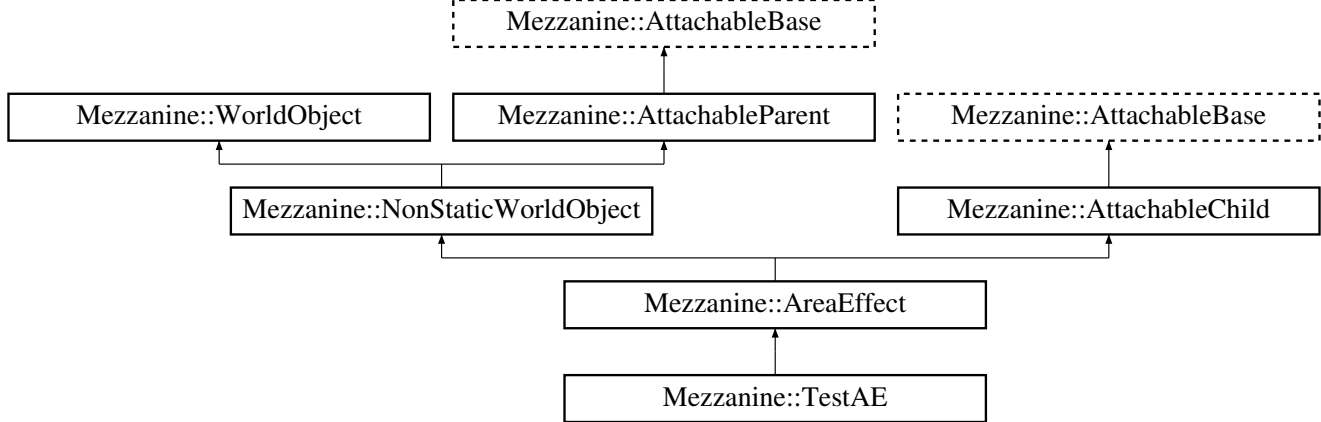 Mezzanine::AttachableBase
Mezzanine::WorldObject
Mezzanine::AttachableParent
Mezzanine::AttachableBase
Mezzanine::NonStaticWorldObject
Mezzanine::AttachableChild
Mezzanine::AreaEffect
Mezzanine::TestAE